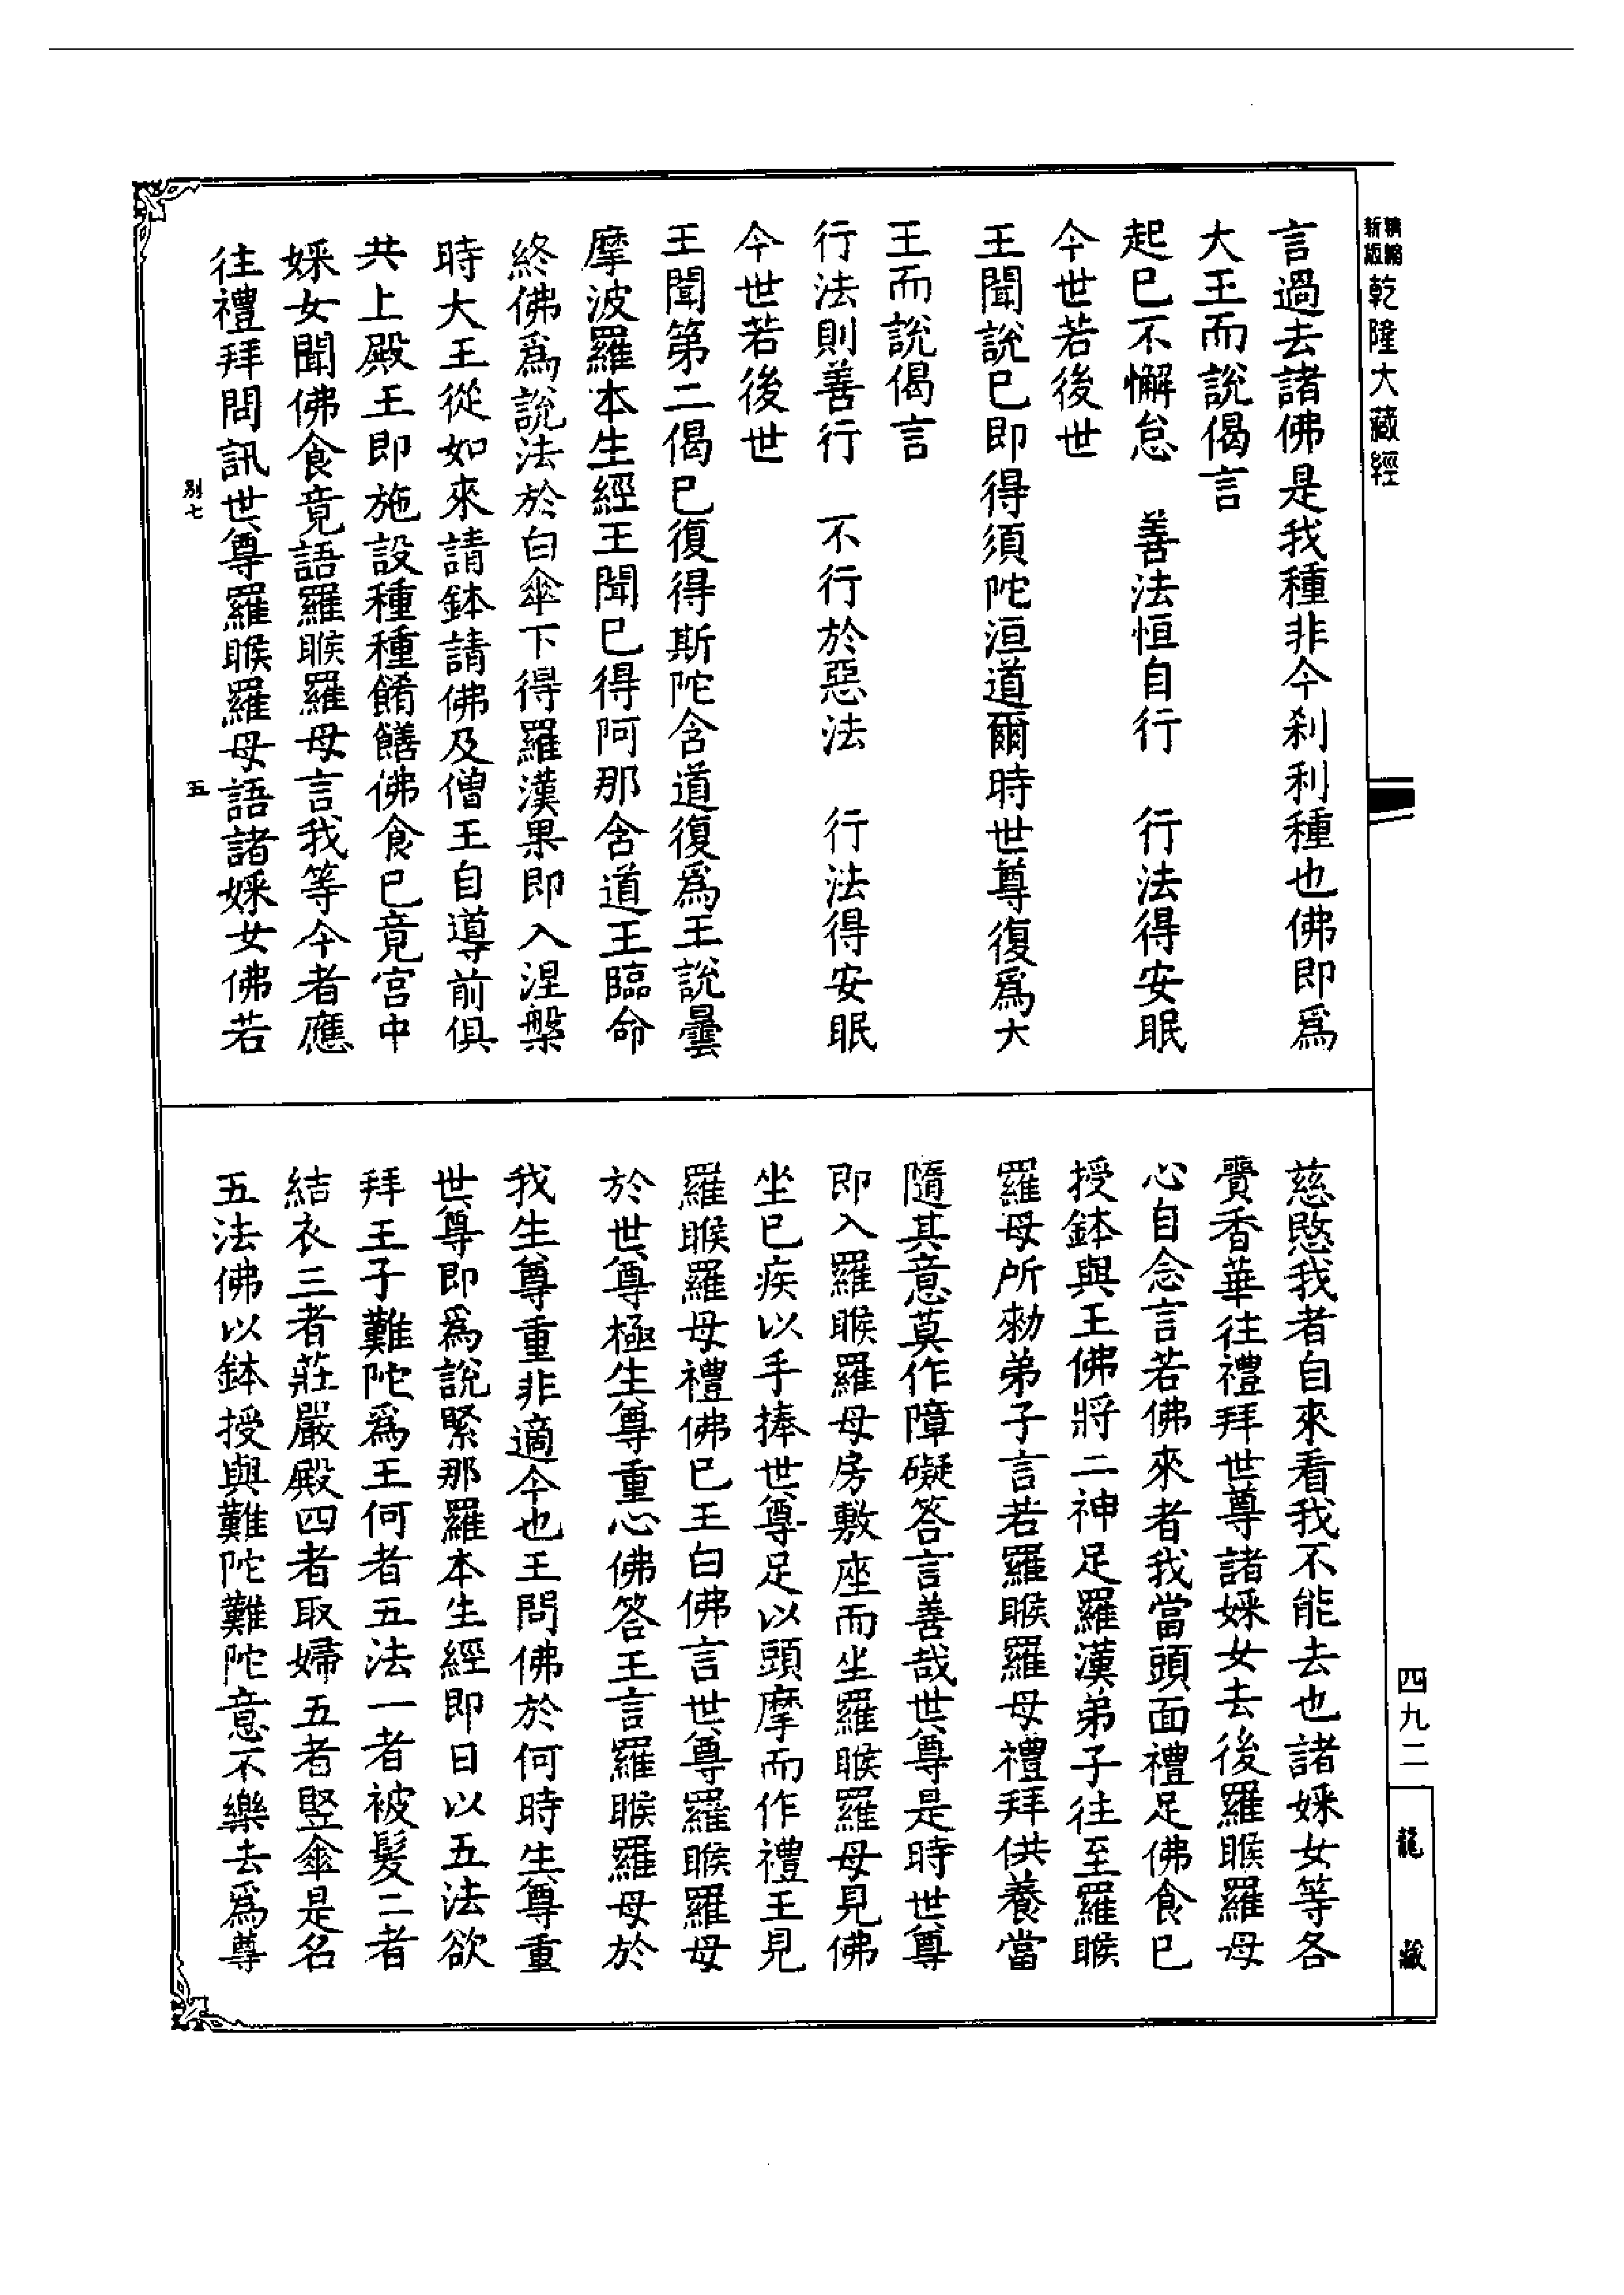 新版精縮乾隆大藏經
言過去諸佛是我種非今刹利種也佛即爲
大王而說偈言
起已不懈怠　善法恒自行　行法得安眠
今世若後世
王聞說已即得須陀洹道爾時世尊復爲大
王而說偈言
行法則善行　不行於惡法　行法得安眠
今世若後世
王聞第二偈已復得斯陀含道復爲王說曇
摩波羅本生經王聞已得阿那含道王臨命
終佛爲說法於白傘下得羅漢果即入涅槃
時大王從如來請鉢請佛及僧王自導前俱
共上殿王即施設種種餚饍佛食已竟宮中
婇女聞佛食竟語羅睺羅母言我等今者應
往禮拜問訊世尊羅睺羅母語諸婇女佛若
別七　五
慈愍我者自來看我不能去也諸婇女等各
賷香華往禮拜世尊諸婇女去後羅睺羅母
心自念言若佛來者我當頭面禮足佛食已
授鉢與王佛將二神足羅漢弟子往至羅睺
羅母所勑弟子言若羅睺羅母禮拜供養當
隨其意莫作障礙答言善哉世尊是時世尊
即入羅睺羅母房敷座而坐羅睺羅母見佛
坐已疾以手捧世尊足以頭摩而作禮王見
羅睺羅母禮佛已王白佛言世尊羅睺羅母
於世尊極生尊重心佛答王言羅睺羅母於
我生尊重非適今也王問佛於何時生尊重
世尊即爲說緊那羅本生經即日以五法欲
拜王子難陀爲王何者五法一者被髮二者
結衣三者莊嚴殿四者取婦五者竪傘是名
五法佛以鉢授與難陀難陀意不樂去爲尊
四九二
龍藏